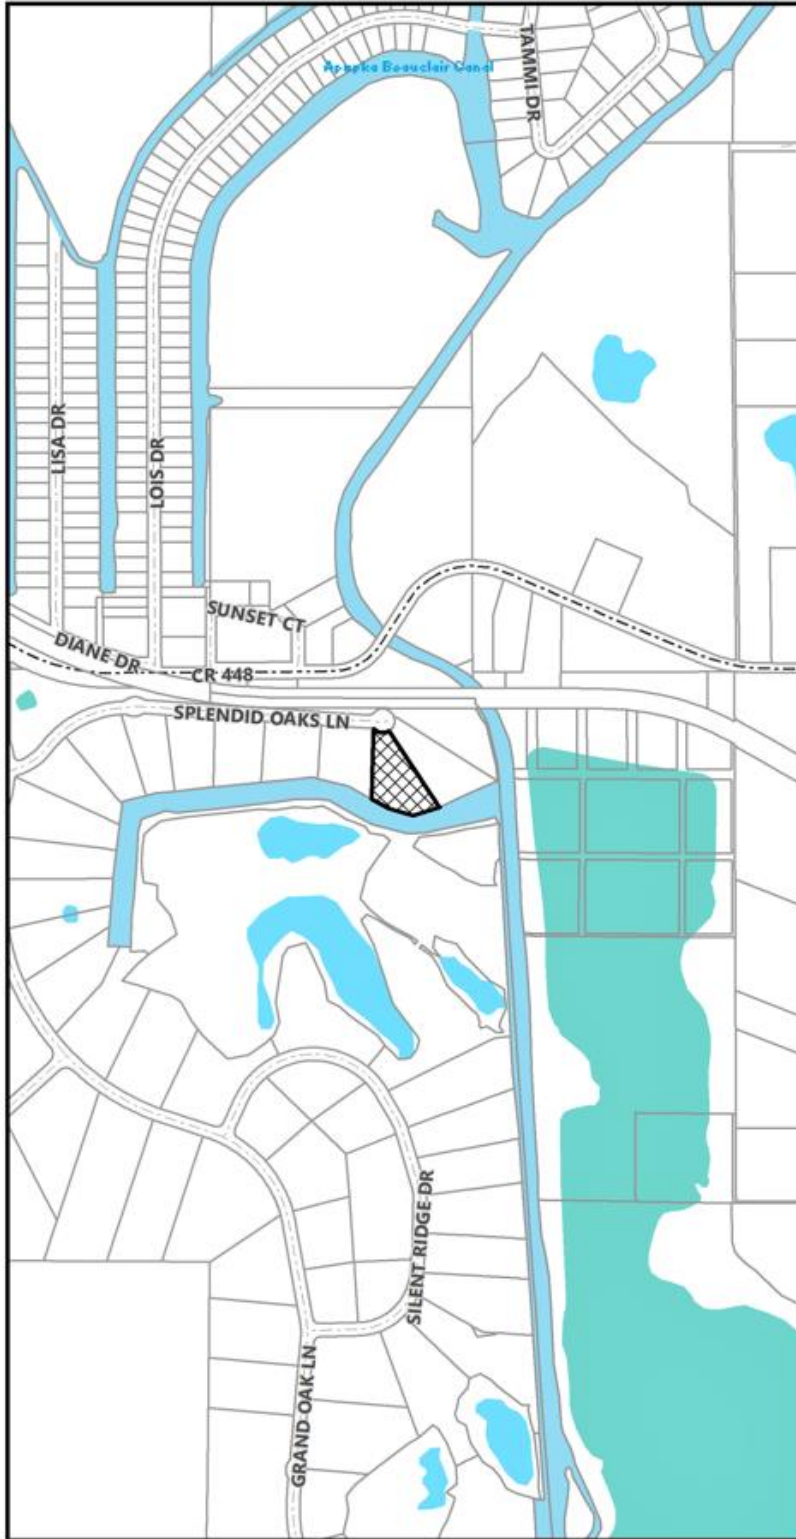 Apopka Beauclair Canal
TAMMI DR
LISA DR
LOIS DR
SUNSET CT
DIANE DR
CR 448
SPLENDID OAKS LN
SILENT RIDGE DR
GRAND OAK LN